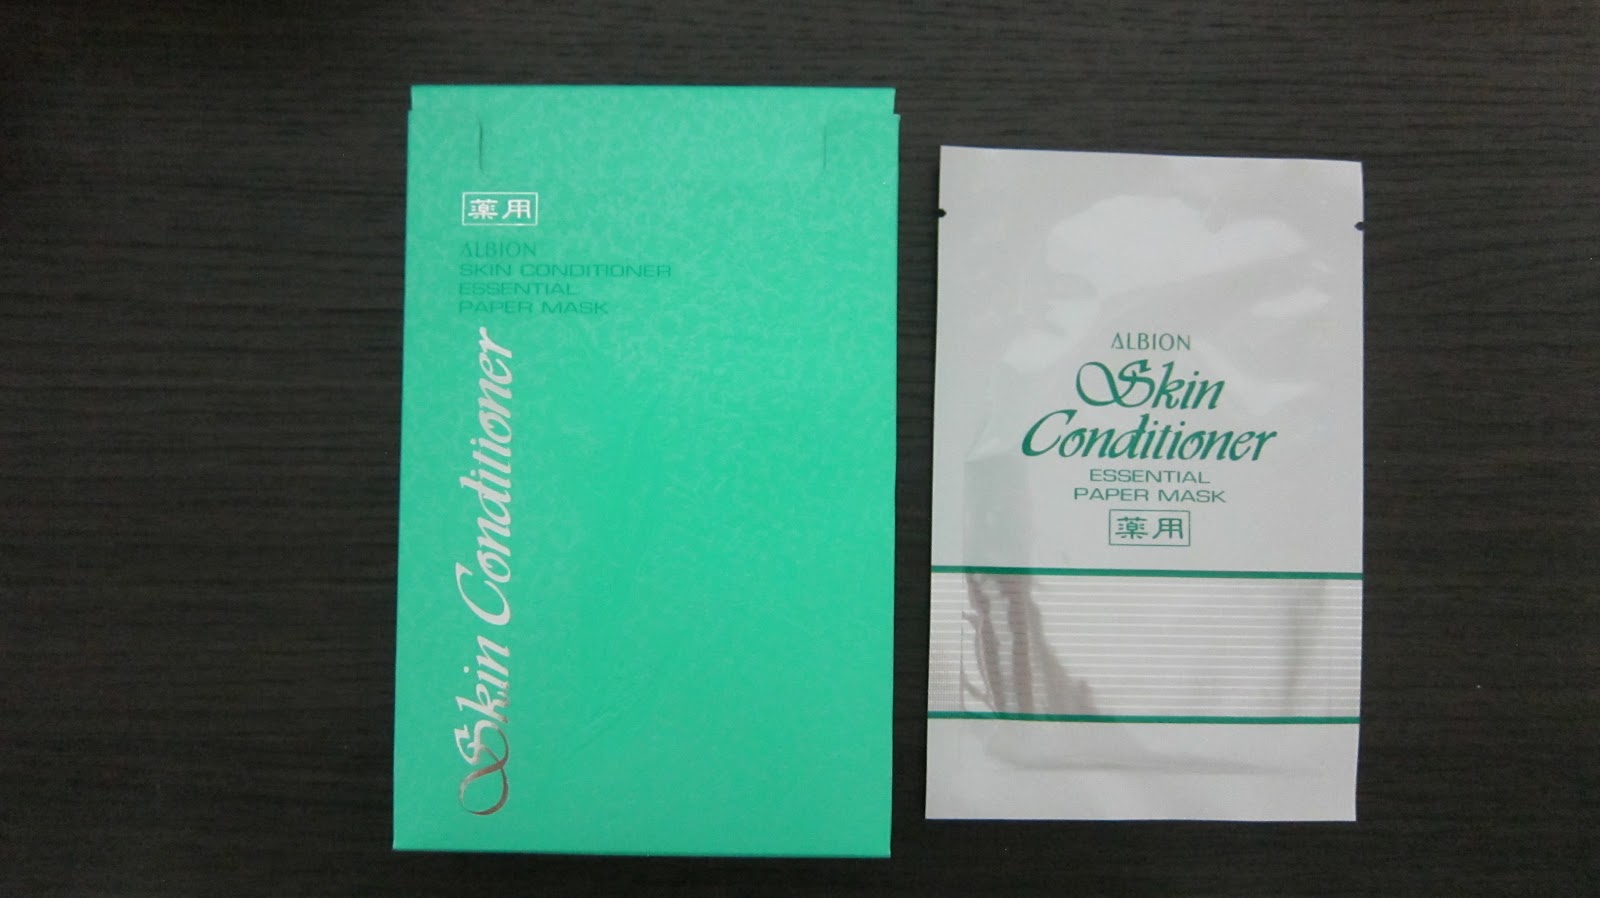 薬用
ALBION
SKIN CONDITIONER
ESSENTIAL
PAPER MASK
Skin Conditioner
ALBION
Skin
Conditioner
ESSENTIAL
PAPER MASK
薬用